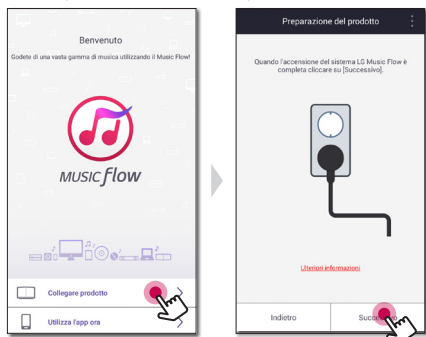 Benvenuto
Godete di una vasta gamma di musica utilizzando il Music Flow!
MUSIC flow
Collegare prodotto
Utilizza l'app ora
Preparazione del prodotto
Quando l'accensione del sistema LG Music Flow è
completa cliccare su [Successivo].
Ulteriori informazioni
Indietro
Successivo